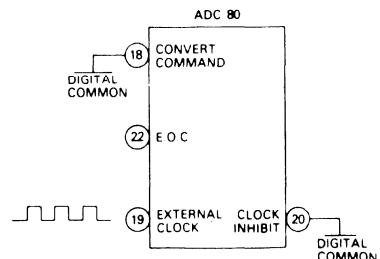 ADC 80
18 CONVERT
COMMAND
DIGITAL
COMMON
22 EOC
19 EXTERNAL
CLOCK
CLOCK
INHIBIT 20
DIGITAL
COMMON